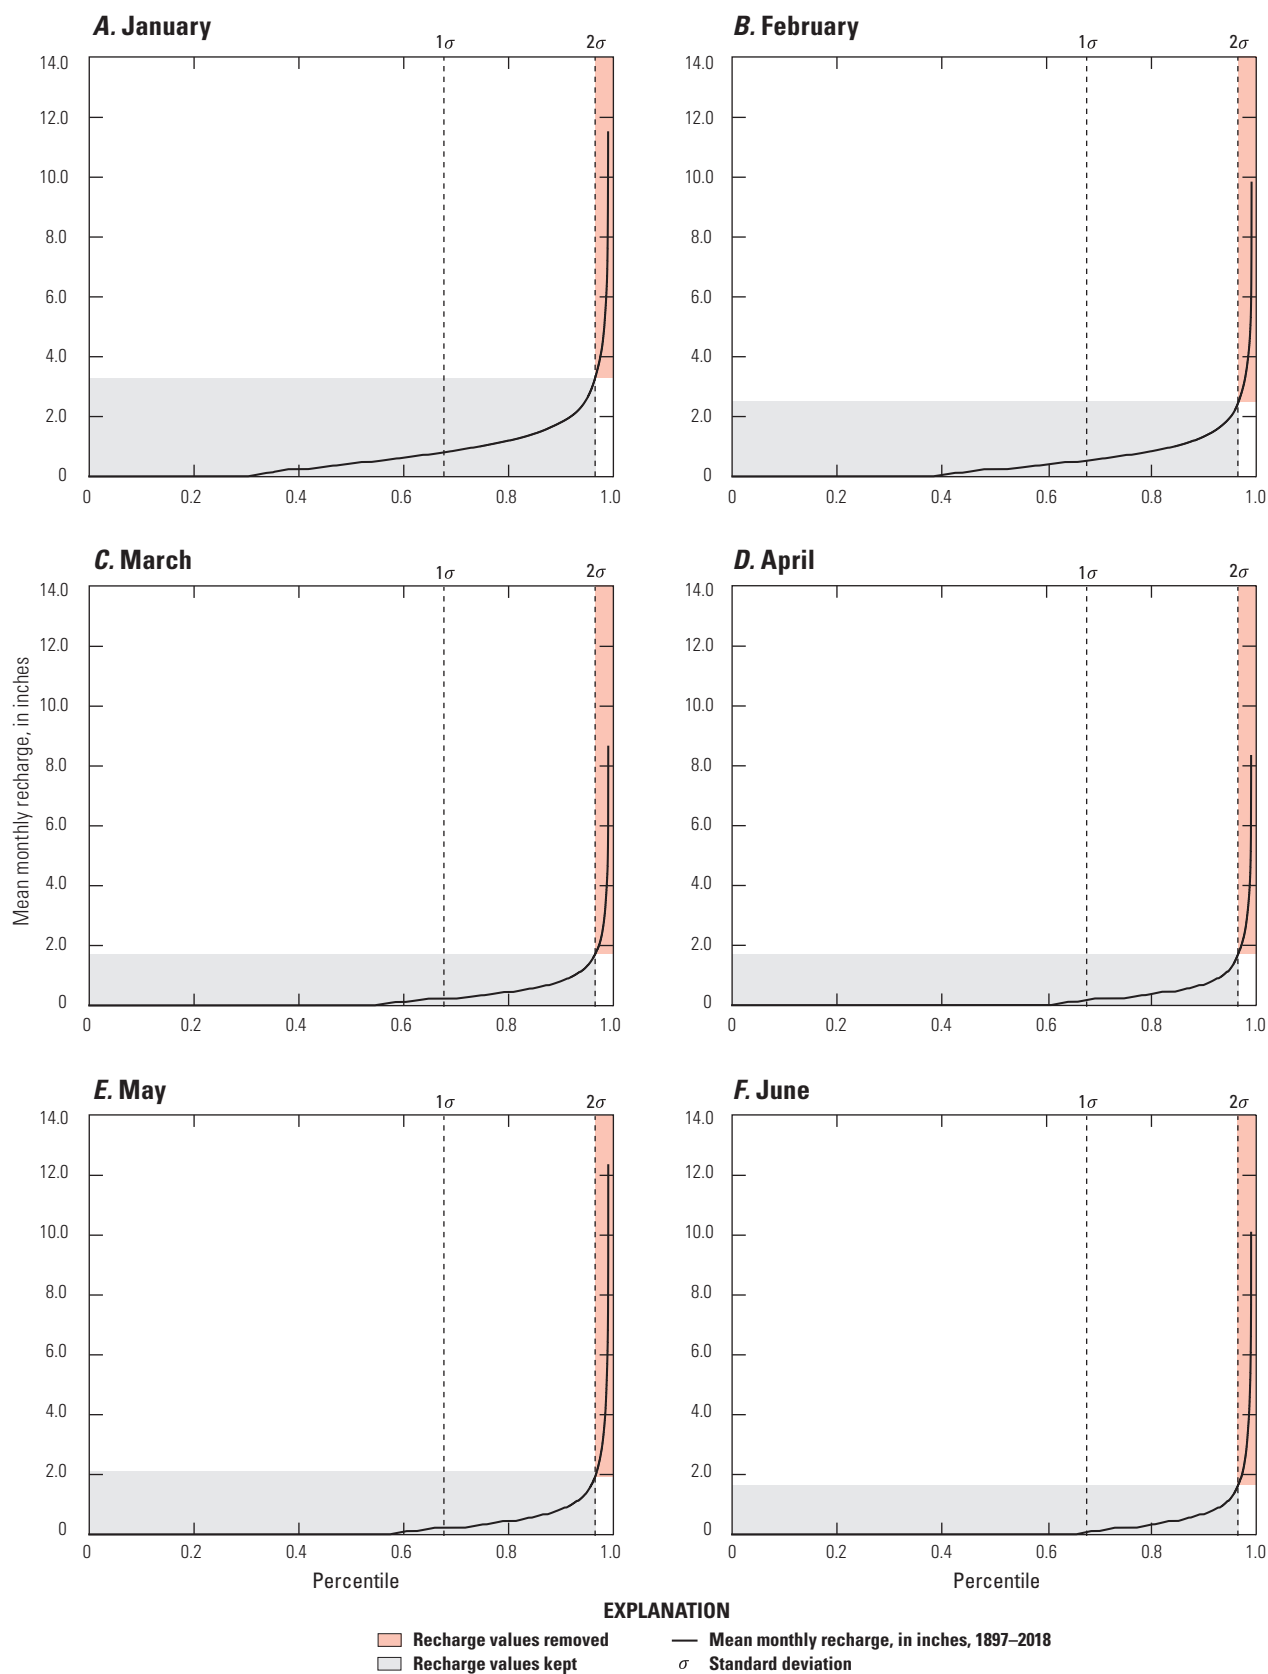 A. January
B. February
1σ 2σ
1σ 2σ
14.0
12.0
10.0
8.0
6.0
4.0
2.0
0
0 0.2 0.4 0.6 0.8 1.0
14.0
12.0
10.0
8.0
6.0
4.0
2.0
0
0 0.2 0.4 0.6 0.8 1.0
C. March
D. April
1σ 2σ
1σ 2σ
Mean monthly recharge, in inches
14.0
12.0
10.0
8.0
6.0
4.0
2.0
0
0 0.2 0.4 0.6 0.8 1.0
14.0
12.0
10.0
8.0
6.0
4.0
2.0
0
0 0.2 0.4 0.6 0.8 1.0
E. May
F. June
1σ 2σ
1σ 2σ
14.0
12.0
10.0
8.0
6.0
4.0
2.0
0
0 0.2 0.4 0.6 0.8 1.0
Percentile
14.0
12.0
10.0
8.0
6.0
4.0
2.0
0
0 0.2 0.4 0.6 0.8 1.0
Percentile
EXPLANATION
Recharge values removed
Recharge values kept
Mean monthly recharge, in inches, 1897–2018
σ Standard deviation